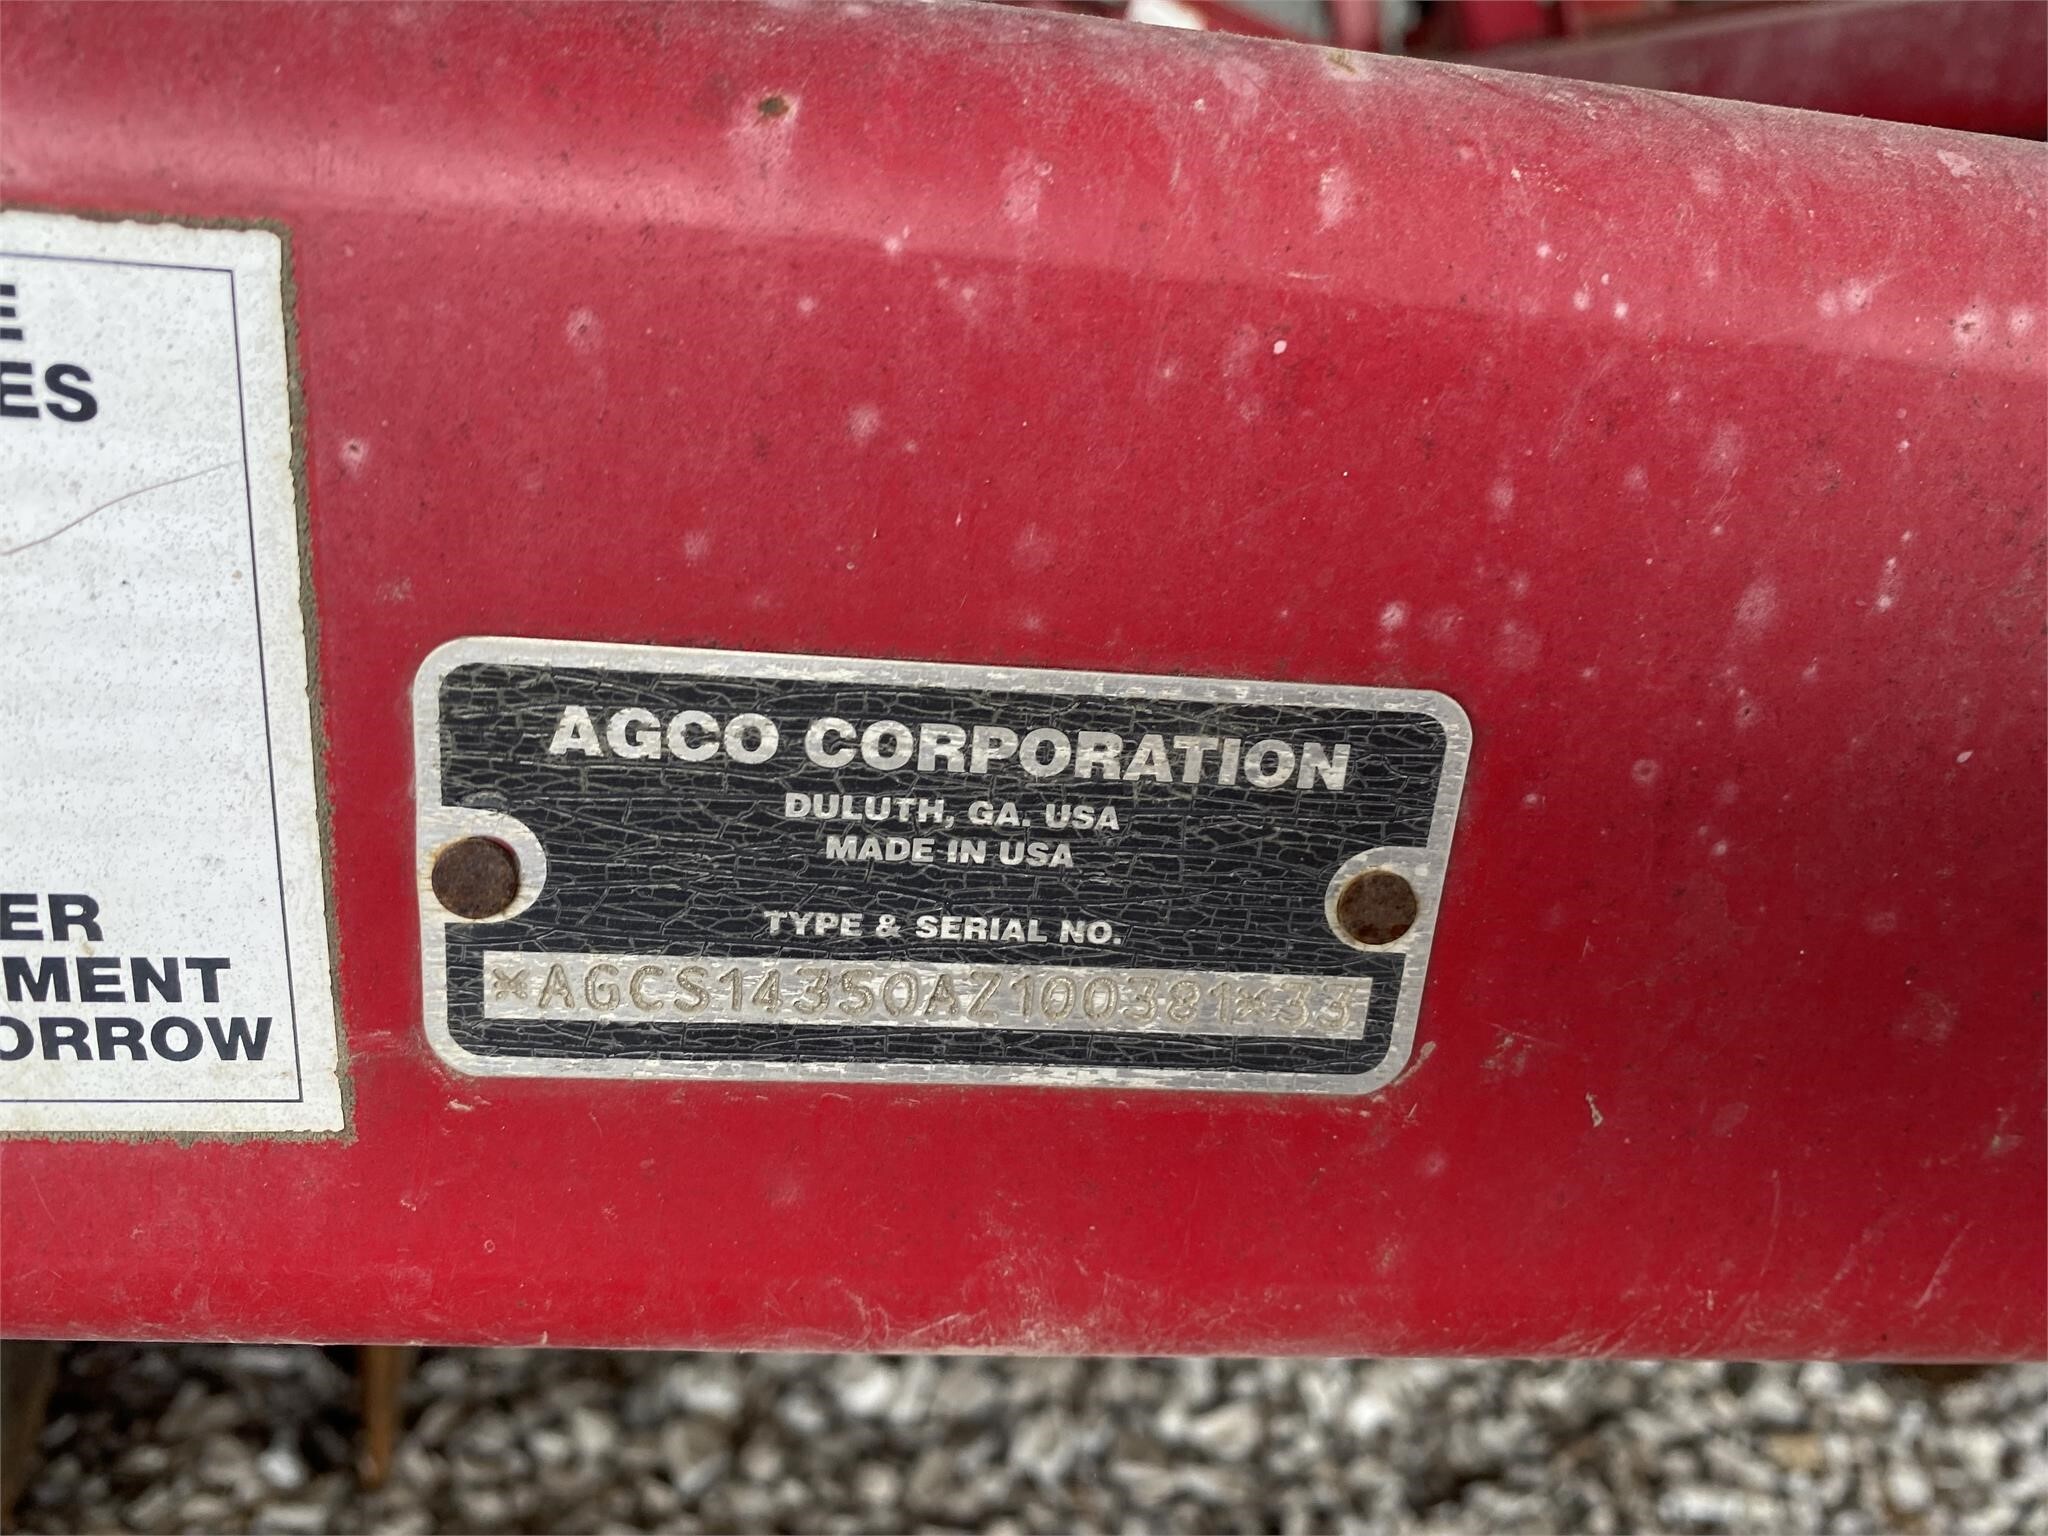 E
ES
ER
MENT
ORROW
AGCO CORPORATION
DULUTH, GA. USA
MADE IN USA
TYPE & SERIAL NO.
*AGCS14350AZ100381*33